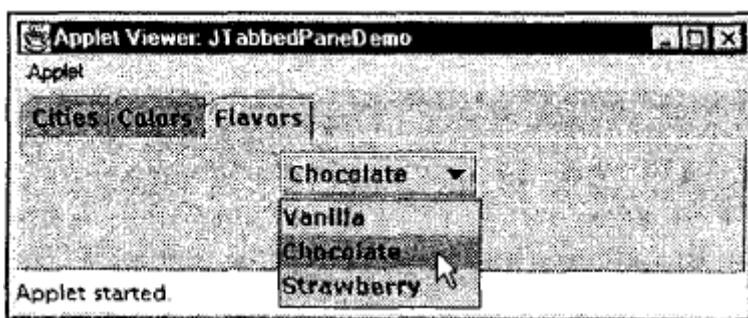 Applet Viewer: JTabbedPaneDemo
Applet
Cities Colors Flavors
Chocolate
Vanilla
Chocolate
Strawberry
Applet started.